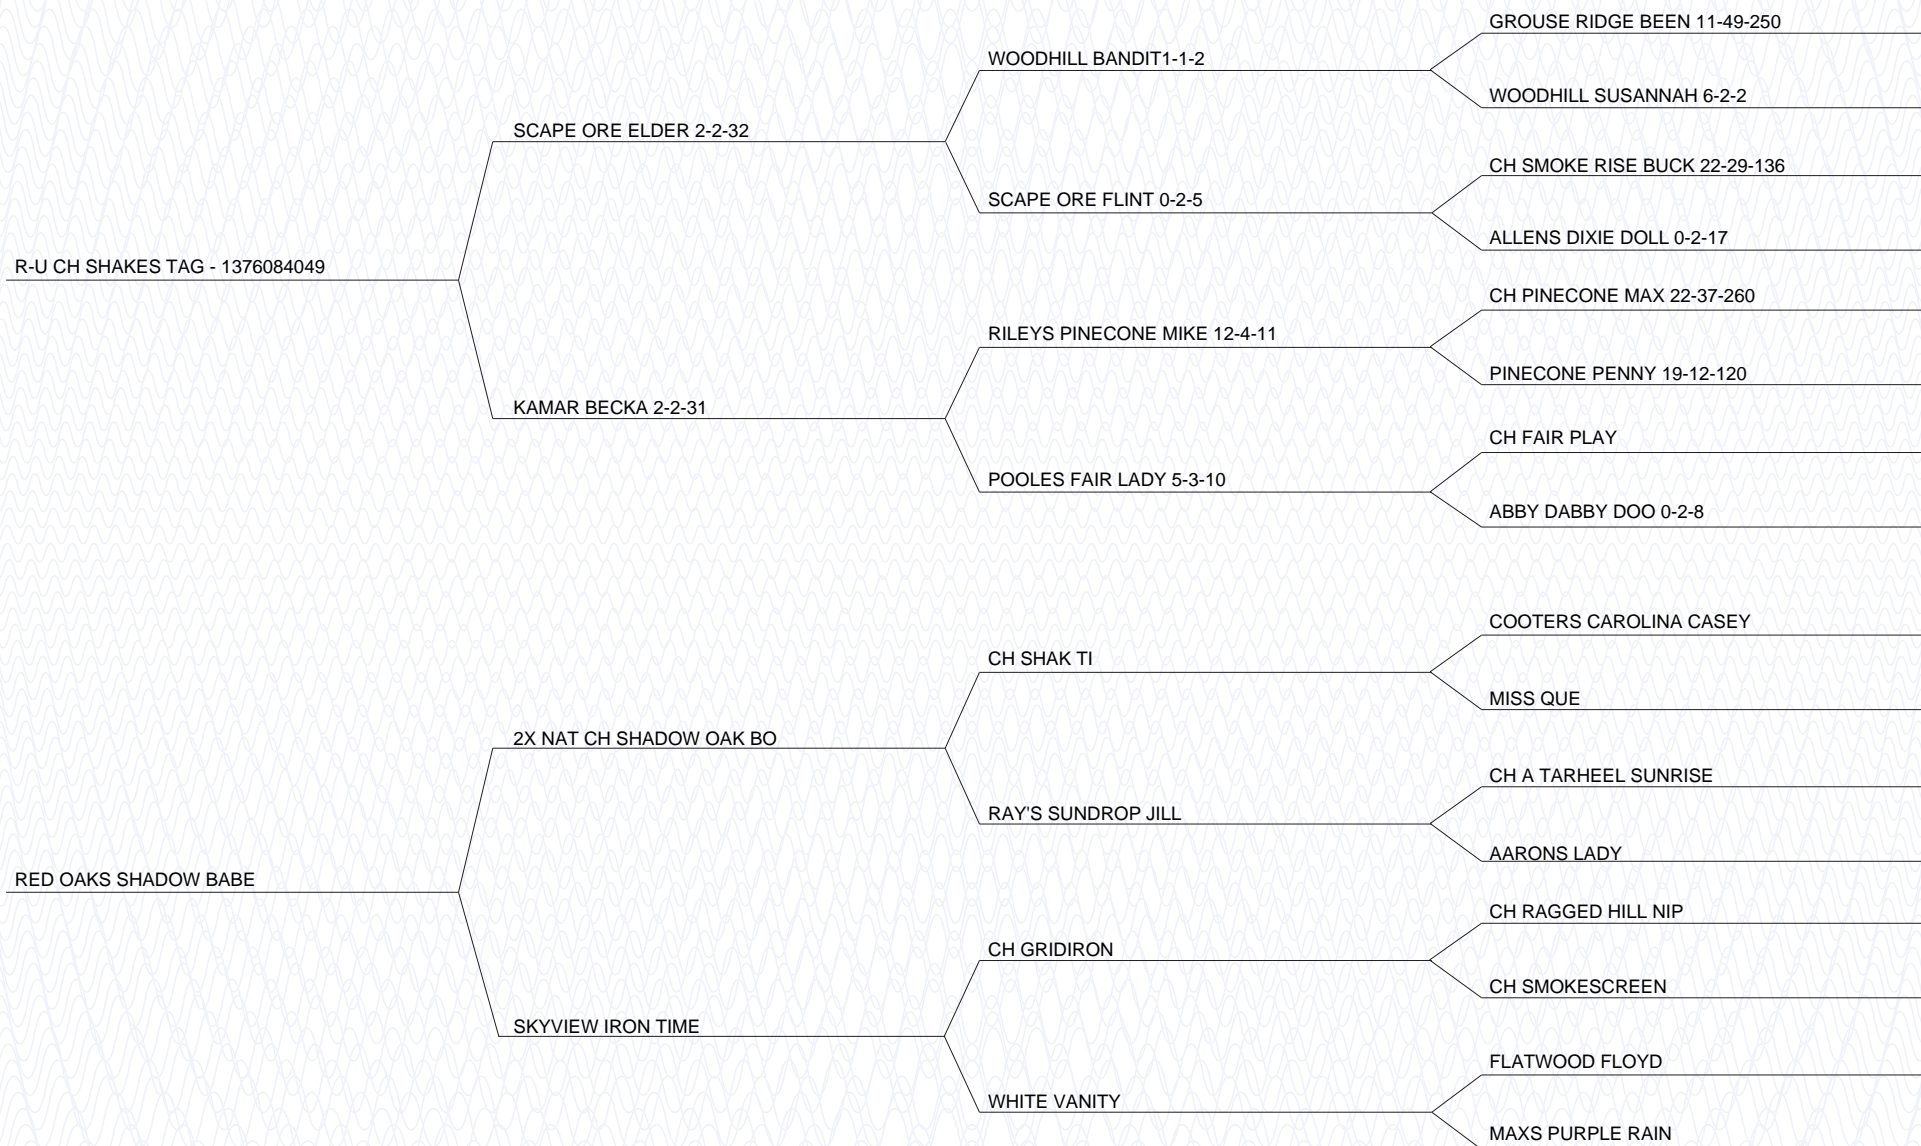 GROUSE RIDGE BEEN 11-49-250
WOODHILL BANDIT1-1-2
WOODHILL SUSANNAH 6-2-2
SCAPE ORE ELDER 2-2-32
CH SMOKE RISE BUCK 22-29-136
SCAPE ORE FLINT 0-2-5
ALLENS DIXIE DOLL 0-2-17
R-U CH SHAKES TAG - 1376084049
CH PINECONE MAX 22-37-260
RILEYS PINECONE MIKE 12-4-11
PINECONE PENNY 19-12-120
KAMAR BECKA 2-2-31
CH FAIR PLAY
POOLES FAIR LADY 5-3-10
ABBY DABBY DOO 0-2-8
COOTERS CAROLINA CASEY
CH SHAK TI
MISS QUE
2X NAT CH SHADOW OAK BO
CH A TARHEEL SUNRISE
RAY'S SUNDROP JILL
AARONS LADY
RED OAKS SHADOW BABE
CH RAGGED HILL NIP
CH GRIDIRON
CH SMOKESCREEN
SKYVIEW IRON TIME
FLATWOOD FLOYD
WHITE VANITY
MAXS PURPLE RAIN